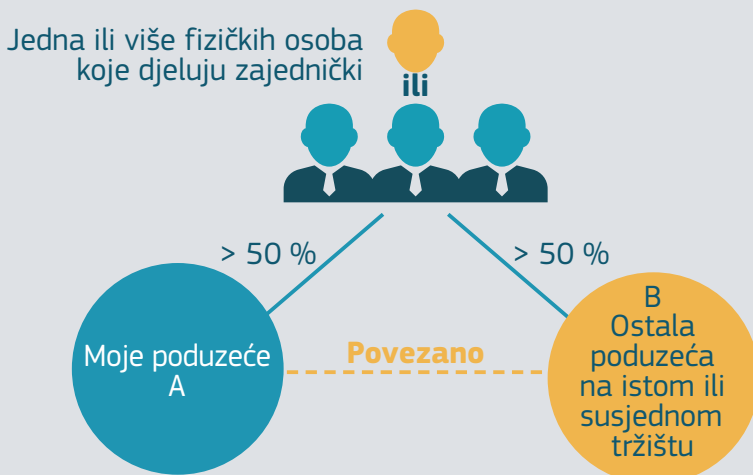 Jedna ili više fizičkih osoba
koje djeluju zajednički
ili
> 50 %
> 50 %
Moje poduzeće
A
Povezano
B
Ostala
poduzeća
na istom ili
susjednom
tržištu